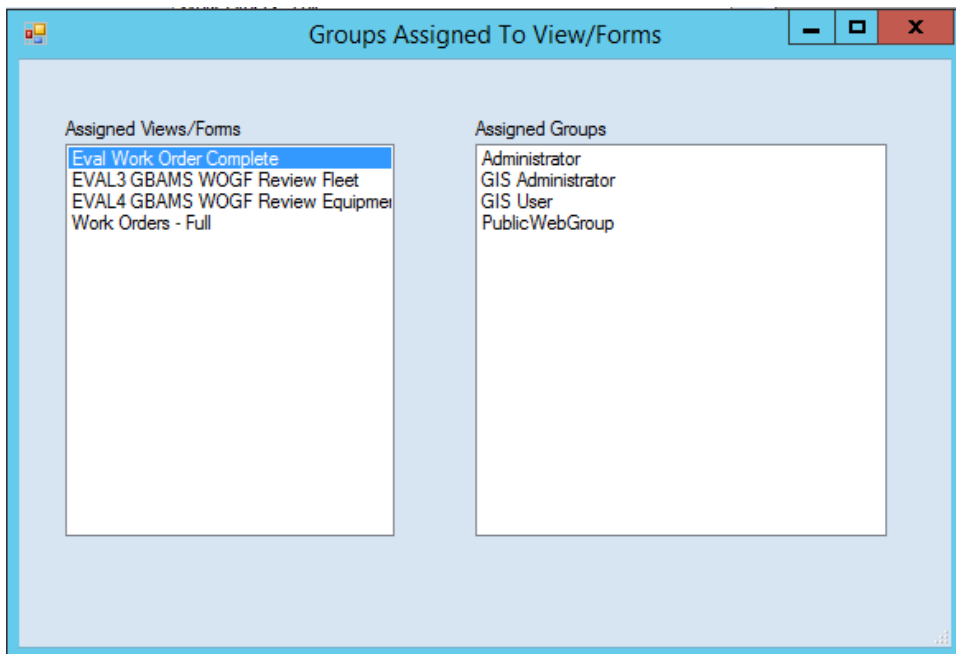 Groups Assigned To View/Forms
Assigned Views/Forms
Eval Work Order Complete
EVAL3 GBAMS WOGF Review Fleet
EVAL4 GBAMS WOGF Review Equipmen
Work Orders - Full
Assigned Groups
Administrator
GIS Administrator
GIS User
PublicWebGroup